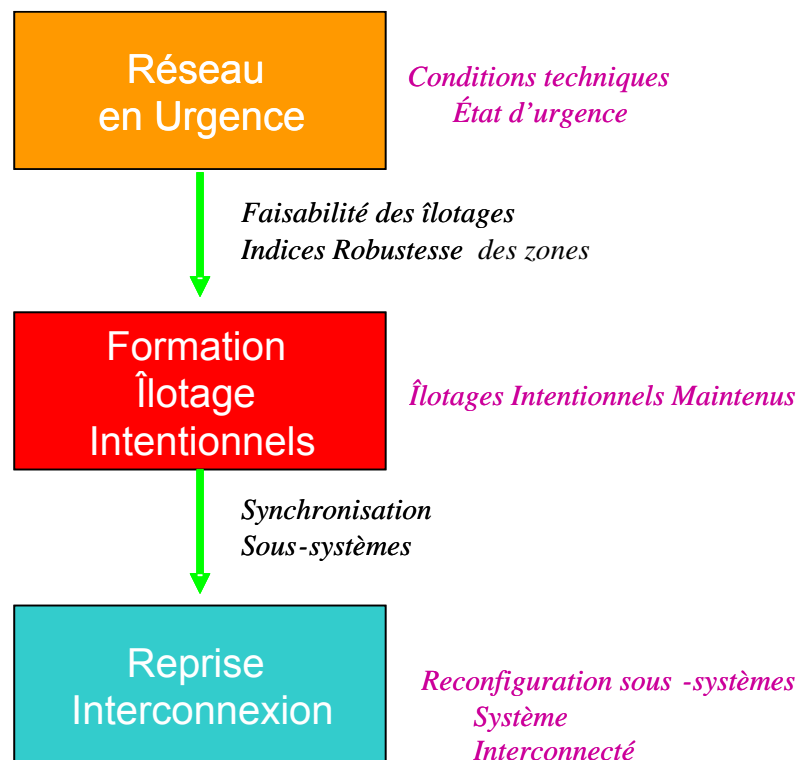 Réseau
en Urgence
Conditions techniques
État d’urgence
Faisabilité des îlotages
Indices Robustesse des zones
Formation
Îlotage
Intentionnels
Îlotages Intentionnels Maintenus
Synchronisation
Sous-systèmes
Reprise
Interconnexion
Reconfiguration sous -systèmes
Système
Interconnecté